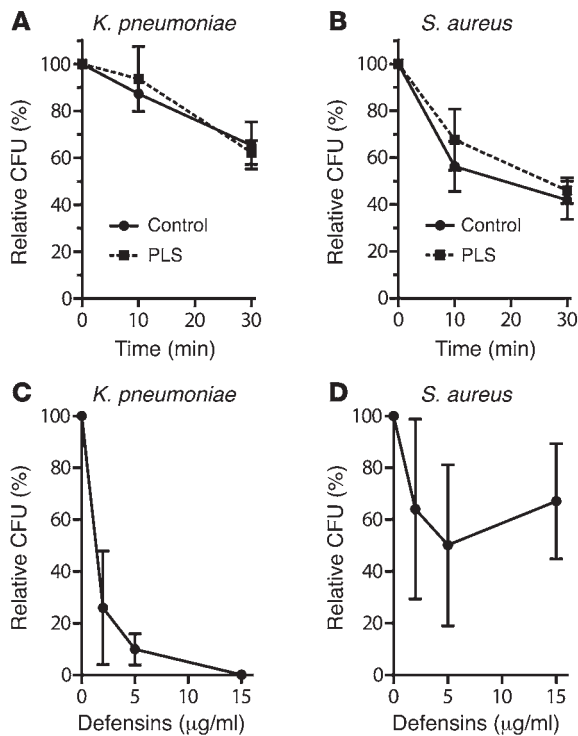 A K. pneumoniae
Relative CFU (%)
100
80
60
40
20
0
Control
PLS
0 10 20 30
Time (min)
B S. aureus
Relative CFU (%)
100
80
60
40
20
0
Control
PLS
0 10 20 30
Time (min)
C K. pneumoniae
Relative CFU (%)
100
80
60
40
20
0
0 5 10 15
Defensins (μg/ml)
D S. aureus
Relative CFU (%)
100
80
60
40
20
0
0 5 10 15
Defensins (μg/ml)